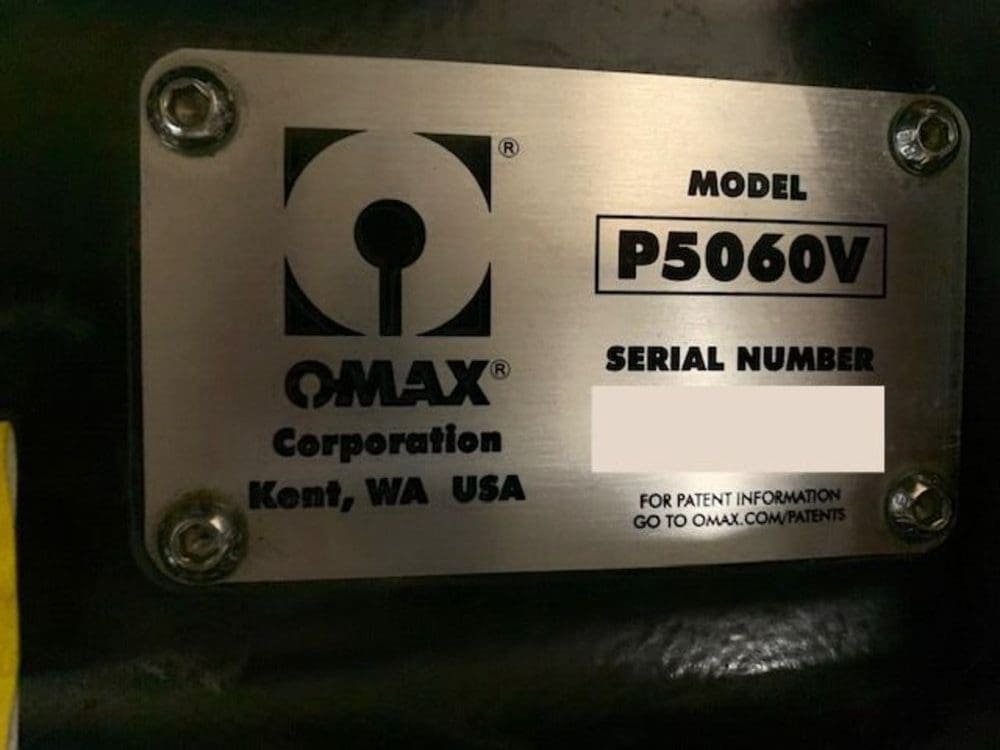 ®
OMAX®
Corporation
Kent, WA USA
MODEL
P5060V
SERIAL NUMBER
FOR PATENT INFORMATION
GO TO OMAX.COM/PATENTS